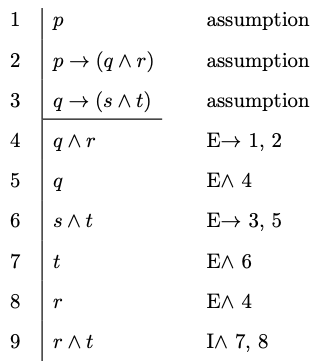 1 p assumption
2 p → (q ∧ r) assumption
3 q → (s ∧ t) assumption
4 q ∧ r E→ 1, 2
5 q E∧ 4
6 s ∧ t E→ 3, 5
7 t E∧ 6
8 r E∧ 4
9 r ∧ t I∧ 7, 8